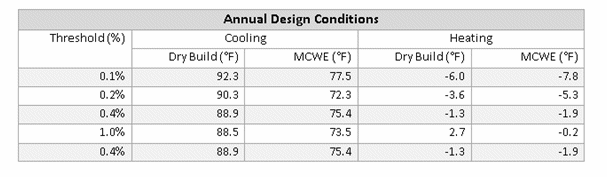 Annual Design Conditions
Threshold (%) Cooling Heating
Dry Build (°F) MCWE (°F) Dry Build (°F) MCWE (°F)
0.1% 92.3 77.5 -6.0 -7.8
0.2% 90.3 72.3 -3.6 -5.3
0.4% 88.9 75.4 -1.3 -1.9
1.0% 88.5 73.5 2.7 -0.2
0.4% 88.9 75.4 -1.3 -1.9